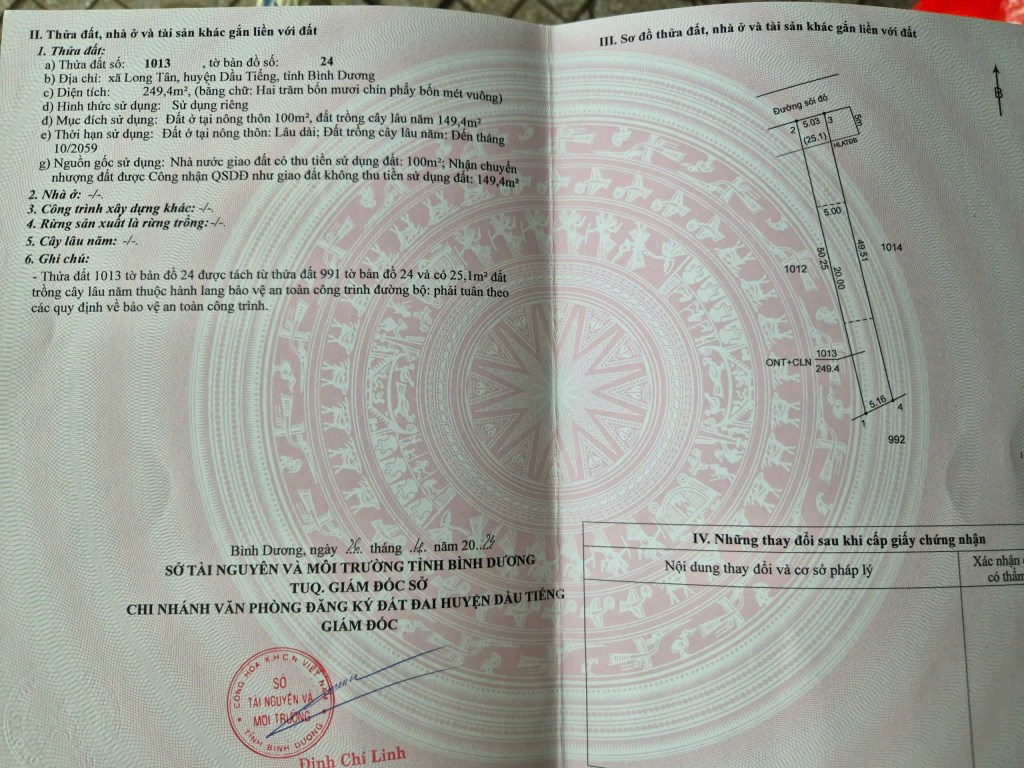 II. Thửa đất, nhà ở và tài sản khác gắn liền với đất
1. Thửa đất:
a) Thửa đất số: 1013 , tờ bản đồ số: 24
b) Địa chỉ: xã Long Tân, huyện Dầu Tiếng, tỉnh Bình Dương
c) Diện tích: 249,4m², (bằng chữ: Hai trăm bốn mươi chín phẩy bốn mét vuông)
d) Hình thức sử dụng: Sử dụng riêng
đ) Mục đích sử dụng: Đất ở tại nông thôn 100m², đất trồng cây lâu năm 149,4m²
e) Thời hạn sử dụng: Đất ở tại nông thôn: Lâu dài; Đất trồng cây lâu năm: Đến tháng
10/2059
g) Nguồn gốc sử dụng: Nhà nước giao đất có thu tiền sử dụng đất: 100m²; Nhận chuyển
nhượng đất được Công nhận QSDĐ như giao đất không thu tiền sử dụng đất: 149,4m²
2. Nhà ở: -/-.
3. Công trình xây dựng khác: -/-.
4. Rừng sản xuất là rừng trồng: -/-.
5. Cây lâu năm: -/-.
6. Ghi chú:
- Thửa đất 1013 tờ bản đồ 24 được tách từ thửa đất 991 tờ bản đồ 24 và có 25,1m² đất
trồng cây lâu năm thuộc hành lang bảo vệ an toàn công trình đường bộ: phải tuân theo
các quy định về bảo vệ an toàn công trình.
Bình Dương, ngày 26 tháng năm 20..24
SỞ TÀI NGUYÊN VÀ MÔI TRƯỜNG TỈNH BÌNH DƯƠNG
TUQ. GIÁM ĐỐC SỞ
CHI NHÁNH VĂN PHÒNG ĐĂNG KÝ ĐẤT ĐAI HUYỆN DẦU TIẾNG
GIÁM ĐỐC
CỘNG HÒA X.H.C.N VIỆT NAM
SỞ
TÀI NGUYÊN VÀ
MÔI TRƯỜNG
TỈNH BÌNH DƯƠNG
Đinh Chí Linh
III. Sơ đồ thửa đất, nhà ở và tài sản khác gắn liền với đất
B
Đường sỏi đỏ
2 5.03 3
(25.1)
HLATĐB
5.00
49.51
1014
50.25
1012
20.00
ONT+CLN 1013
249.4
5.16
1 4
992
IV. Những thay đổi sau khi cấp giấy chứng nhận
Nội dung thay đổi và cơ sở pháp lý
Xác nhận
có thẩm